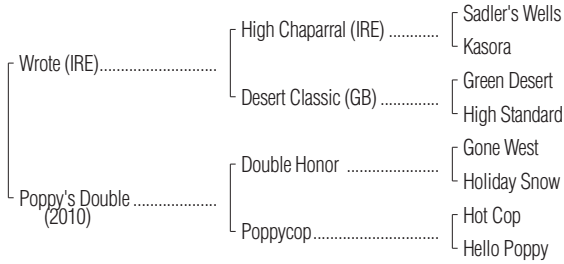 Sadler's Wells
High Chaparral (IRE) ............
Kasora
Wrote (IRE)...........................
Green Desert
Desert Classic (GB) .............
High Standard
Gone West
Double Honor .....................
Holiday Snow
Poppy's Double ...................
(2010)
Hot Cop
Poppycop.............................
Hello Poppy